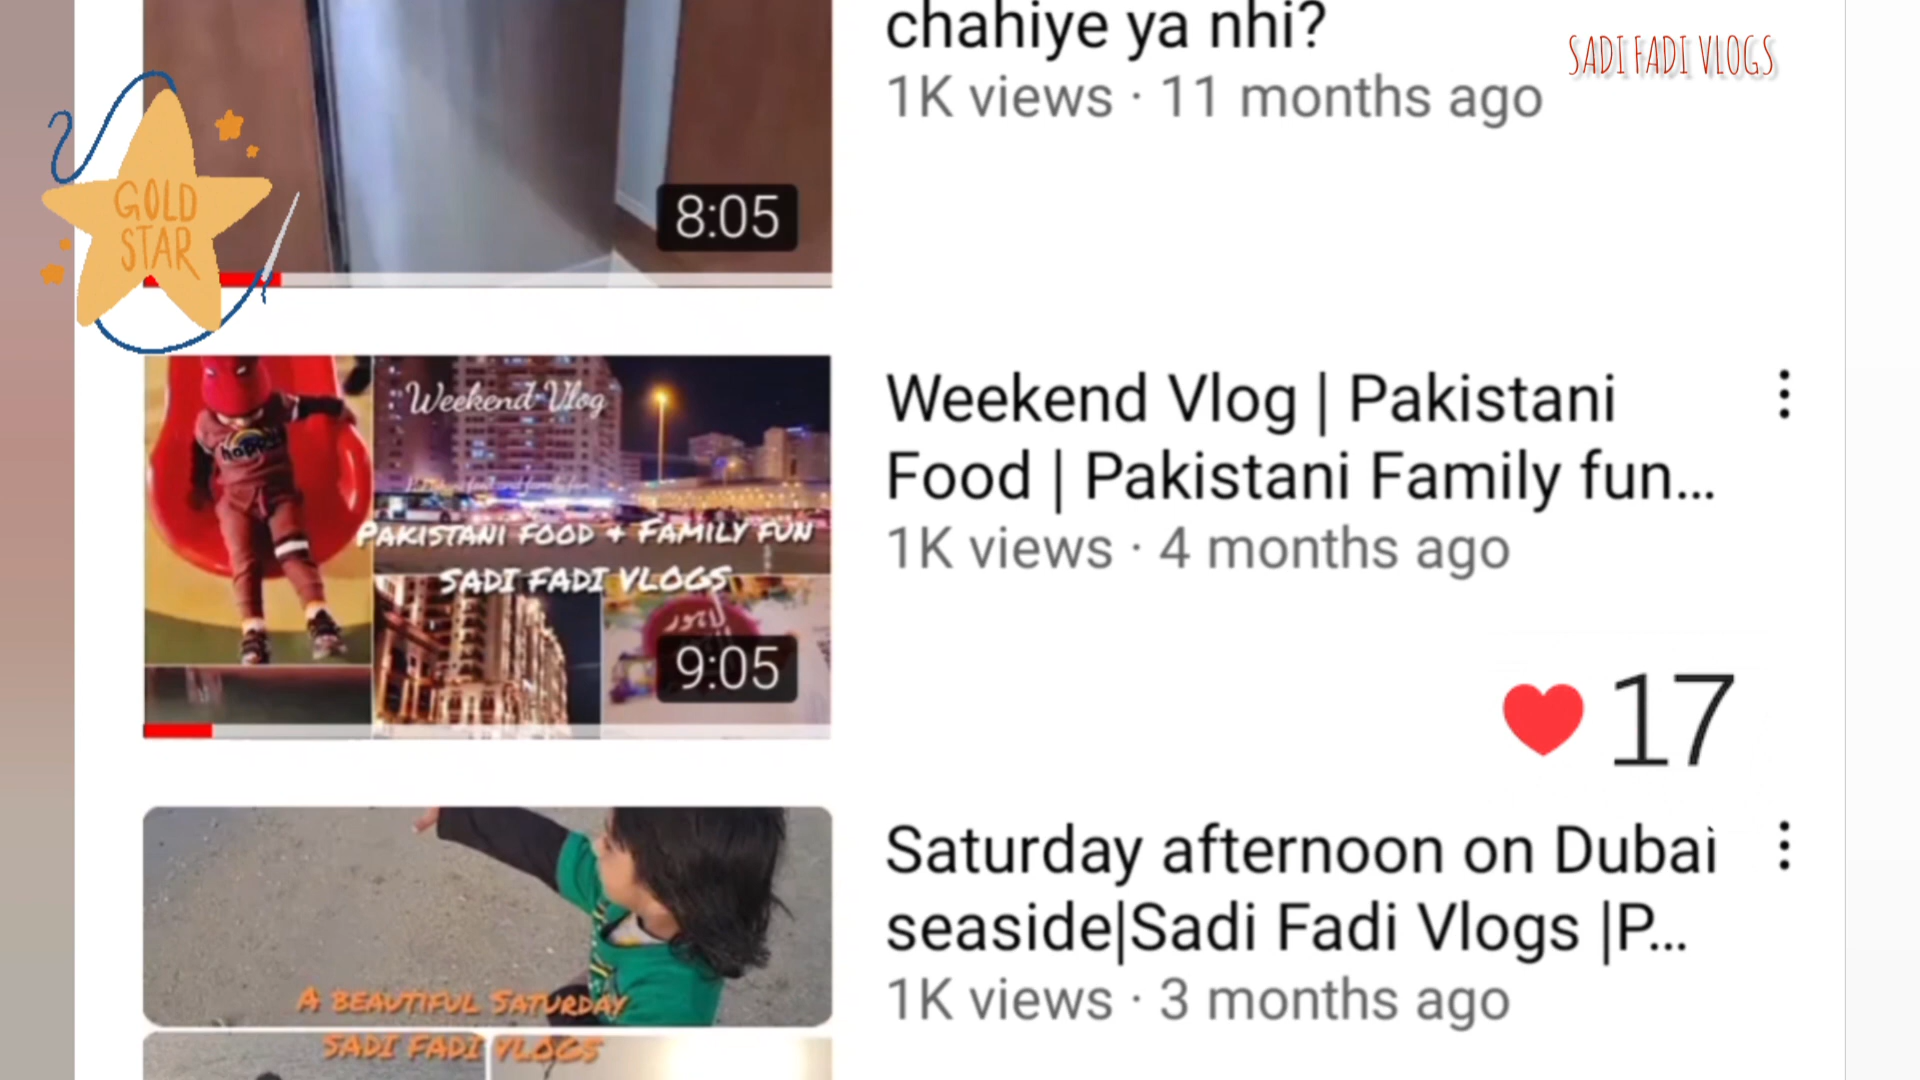 chahiye ya nhi?
1K views · 11 months ago
SADI FADI VLOGS
GOLD
STAR
8:05
Weekend Vlog
PAKISTANI FOOD + FAMILY FUN
SADI FADI VLOGS
9:05
Weekend Vlog | Pakistani
Food | Pakistani Family fun...
1K views · 4 months ago
17
A BEAUTIFUL SATURDAY
SADI FADI VLOGS
Saturday afternoon on Dubai
seaside|Sadi Fadi Vlogs |P...
1K views · 3 months ago